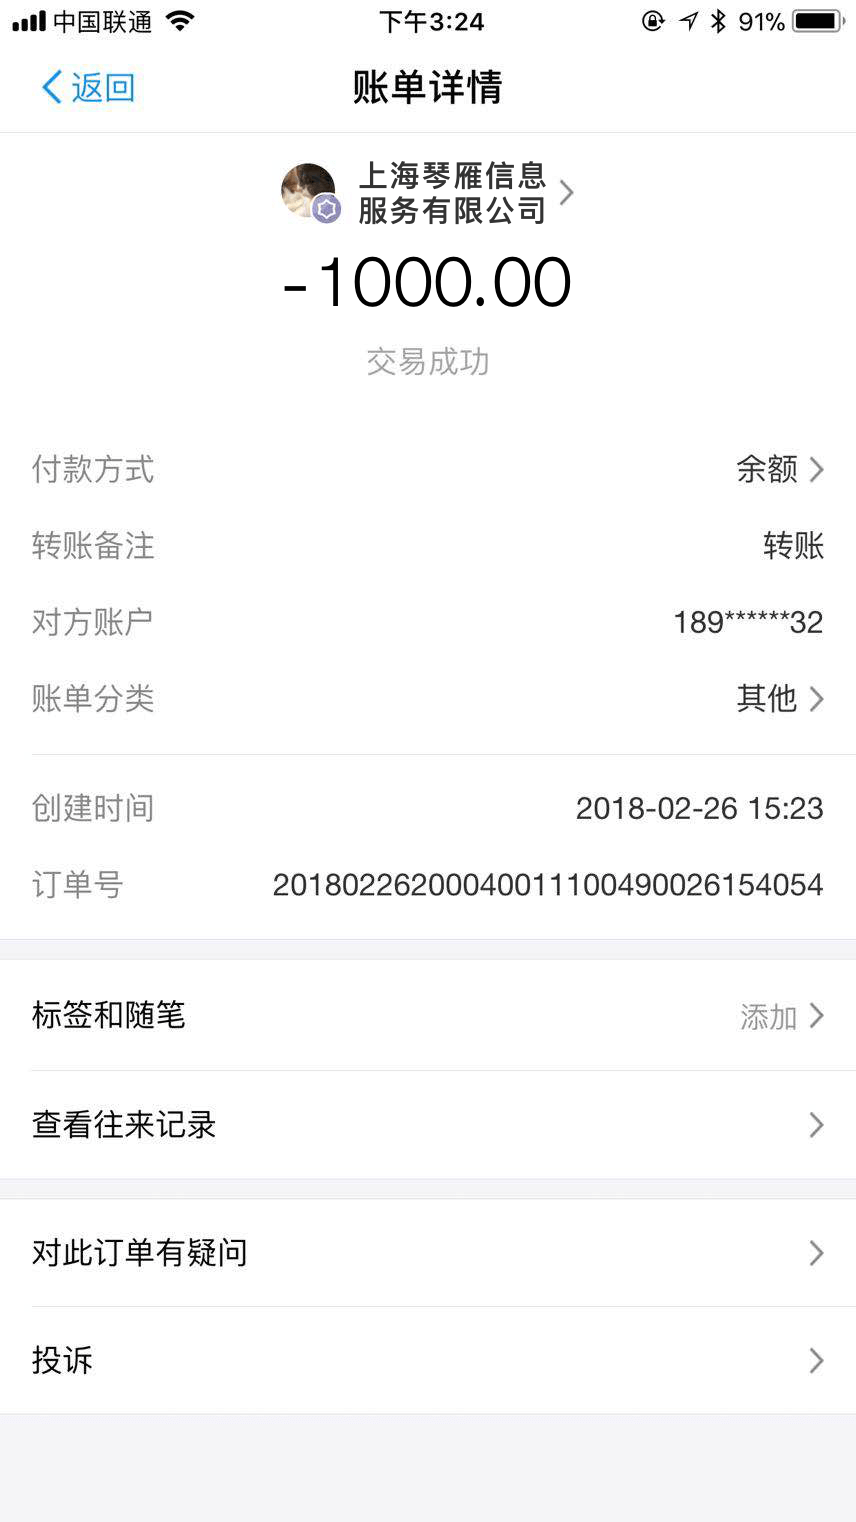 中国联通 下午3:24 91%
返回 账单详情
上海琴雁信息
服务有限公司
-1000.00
交易成功
付款方式 余额
转账备注 转账
对方账户 189******32
账单分类 其他
创建时间 2018-02-26 15:23
订单号 20180226200040011100490026154054
标签和随笔 添加
查看往来记录
对此订单有疑问
投诉